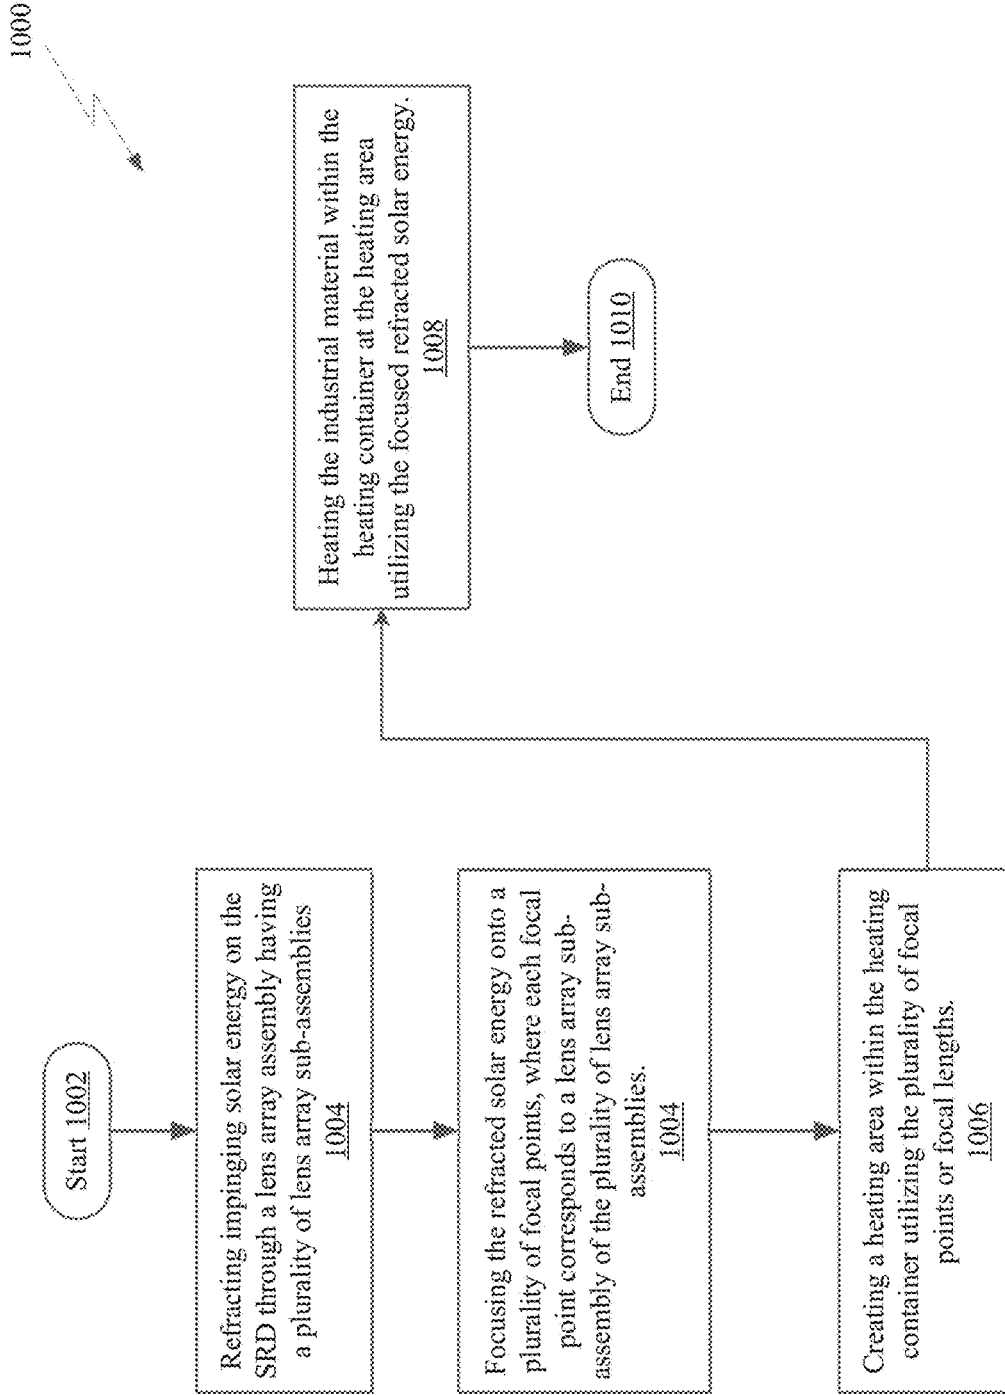 1000
Start 1002
Refracting impinging solar energy on the
SRD through a lens array assembly having
a plurality of lens array sub-assemblies
1004
Focusing the refracted solar energy onto a
plurality of focal points, where each focal
point corresponds to a lens array sub-
assembly of the plurality of lens array sub-
assemblies.
1004
Creating a heating area within the heating
container utilizing the plurality of focal
points or focal lengths.
1006
Heating the industrial material within the
heating container at the heating area
utilizing the focused refracted solar energy.
1008
End 1010